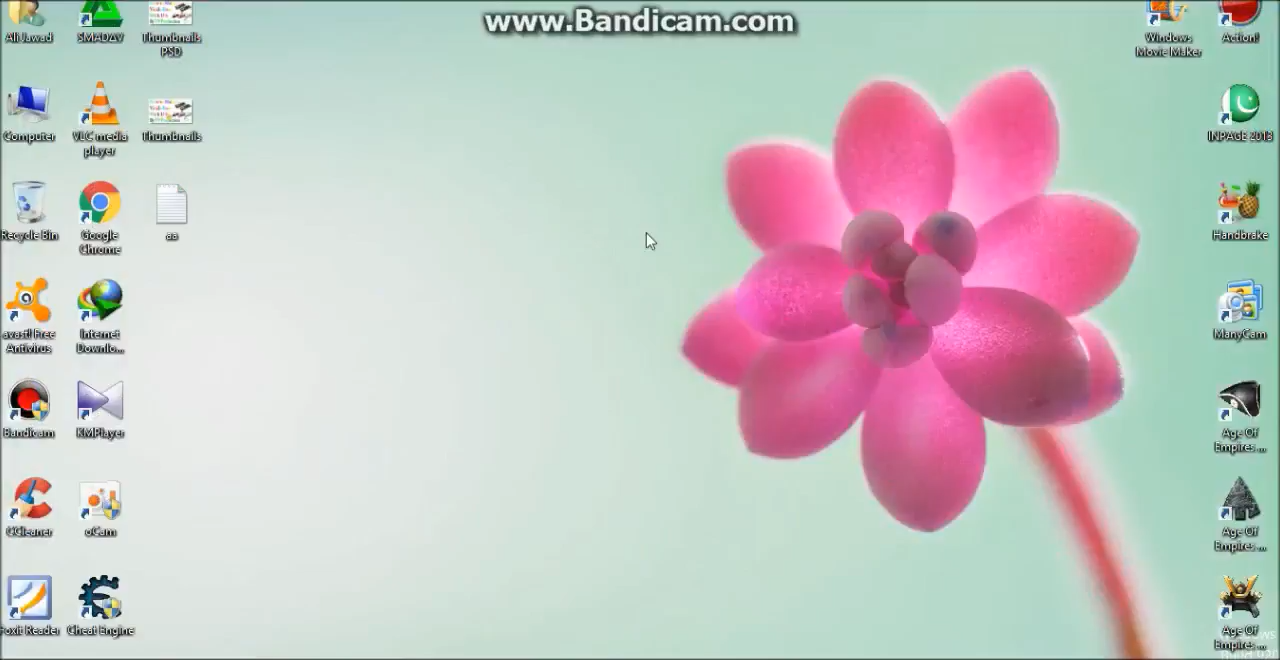 www.Bandicam.com
Ali Jawad
SMADAV
Thumbnails
PSD
Windows
Movie Maker
Action!
Computer
VLC media
player
Thumbnails
INPAGE 2013
Recycle Bin
Google
Chrome
aa
Handbrake
avast! Free
Antivirus
Internet
Downlo...
ManyCam
Bandicam
KMPlayer
Age Of
Empires: ...
CCleaner
oCam
Age Of
Empires: ...
Foxit Reader
Cheat Engine
Age Of
Empires: ...